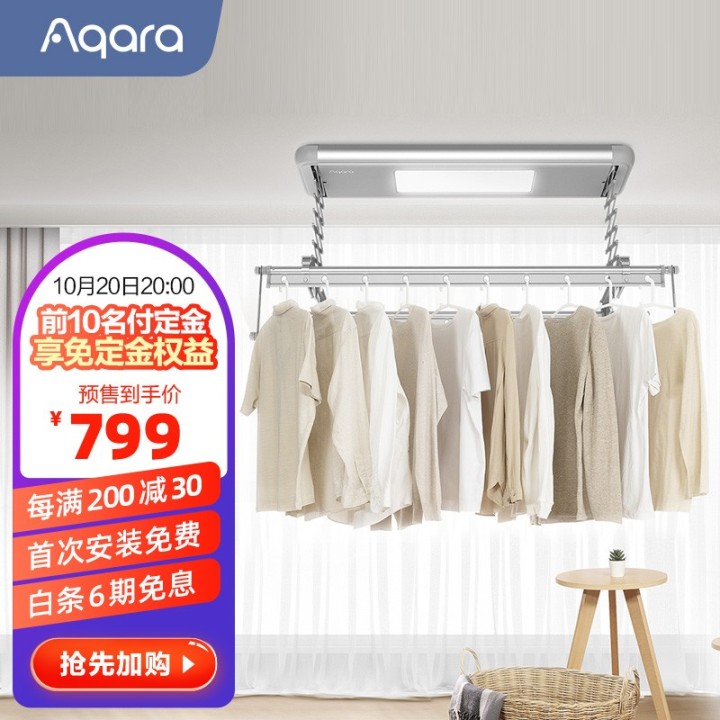 Aqara
Aqara
10月20日20:00
前10名付定金
享免定金权益
预售到手价
¥799
每满200减30
首次安装免费
白条6期免息
抢先加购